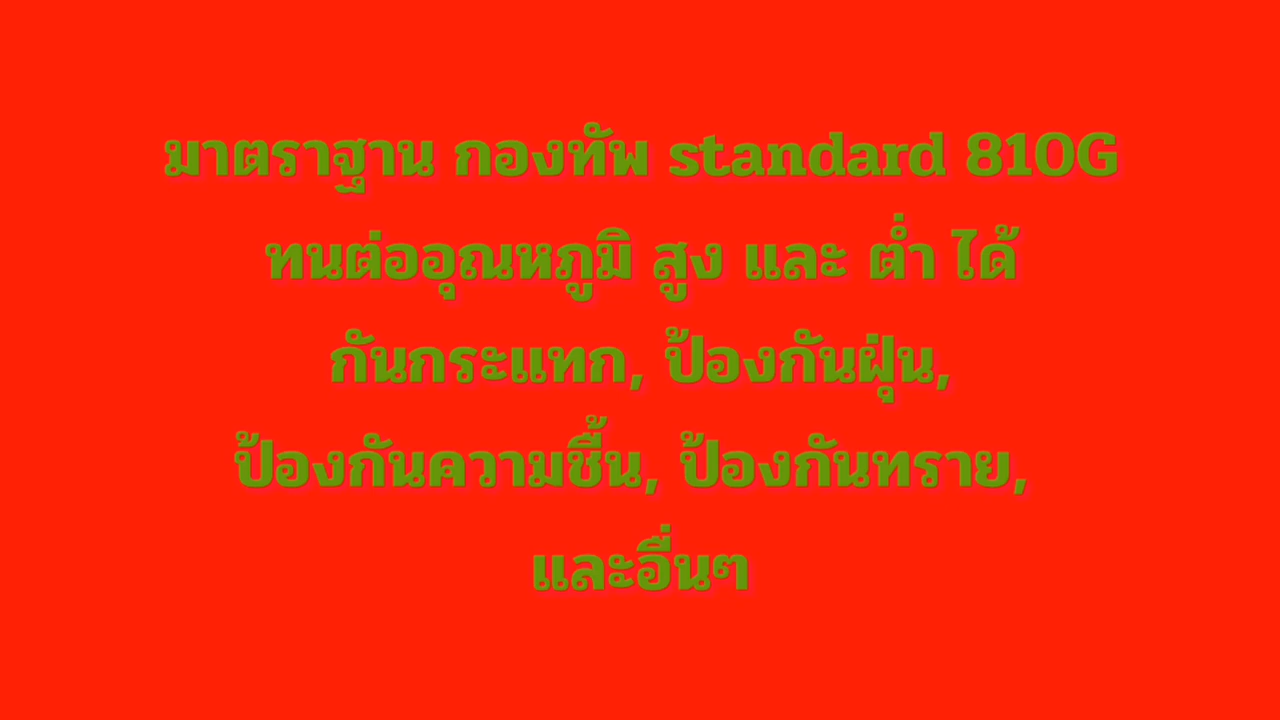 มาตราฐาน กองทัพ standard 810G
ทนต่ออุณหภูมิ สูง และ ต่ำ ได้
กันกระแทก, ป้องกันฝุ่น,
ป้องกันความชื้น, ป้องกันทราย,
และอื่นๆ